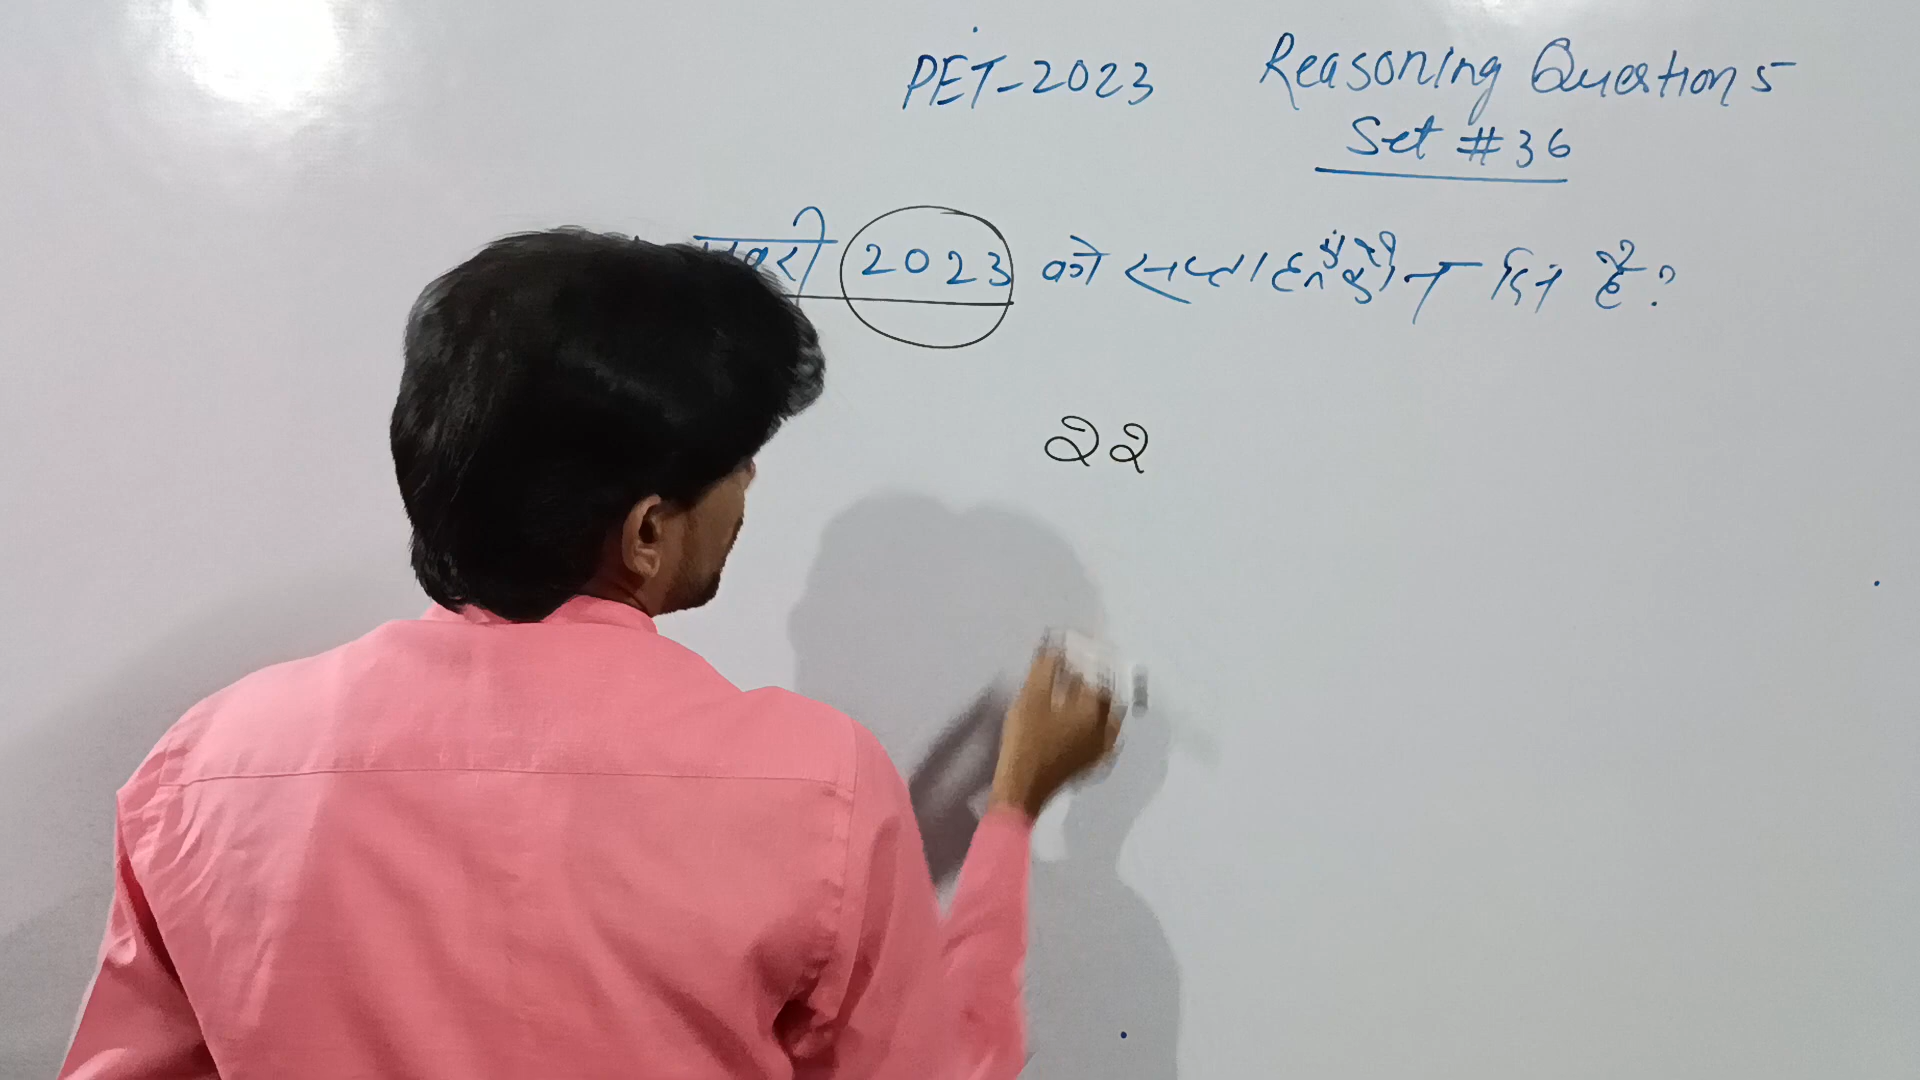 PET-2023 Reasoning Questions
Set #36
2023 को सप्ताह का कौन दिन है?
22